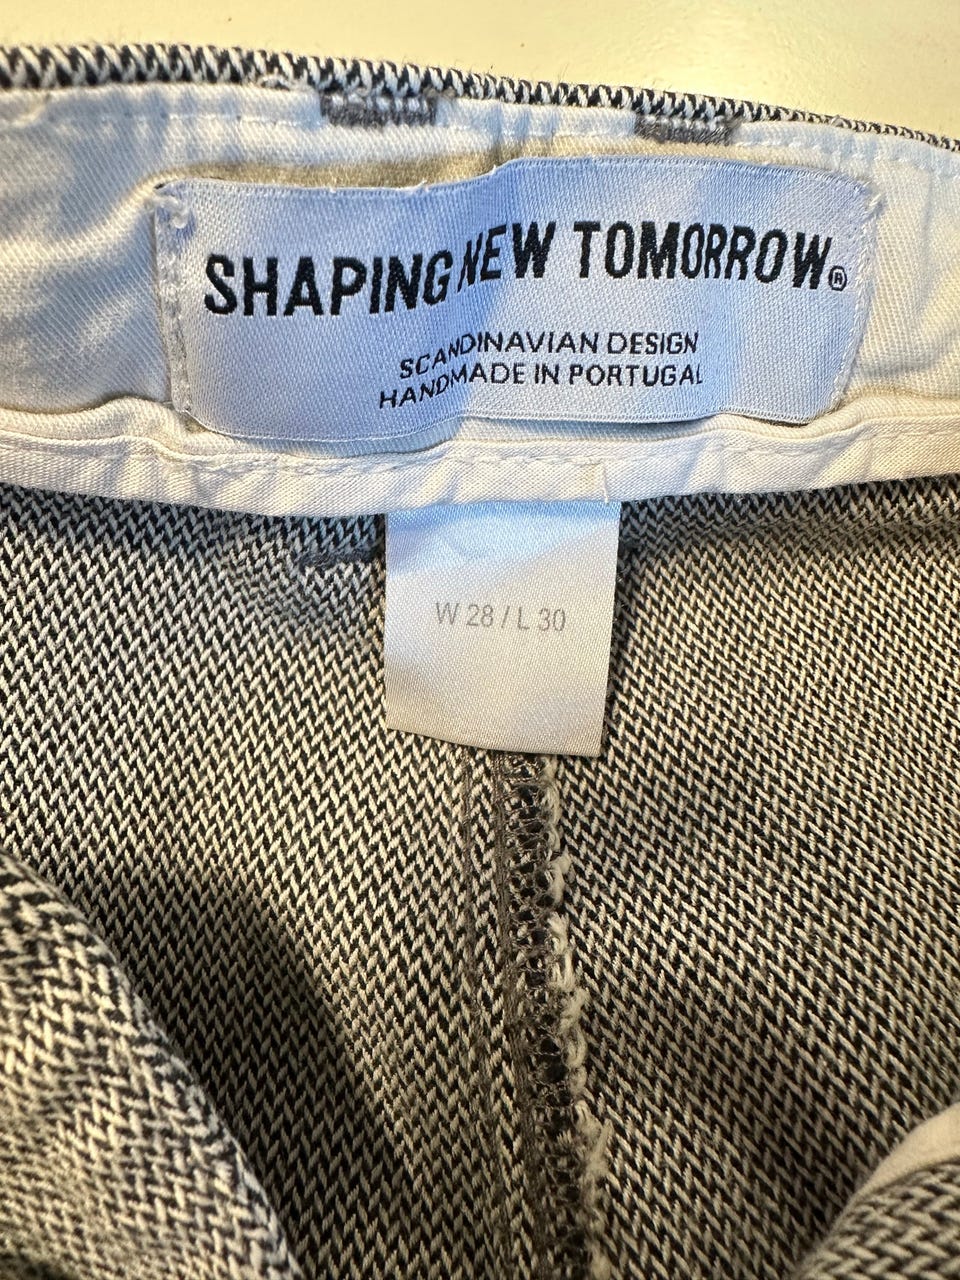 SHAPING NEW TOMORROW®
SCANDINAVIAN DESIGN
HANDMADE IN PORTUGAL
W 28 / L 30